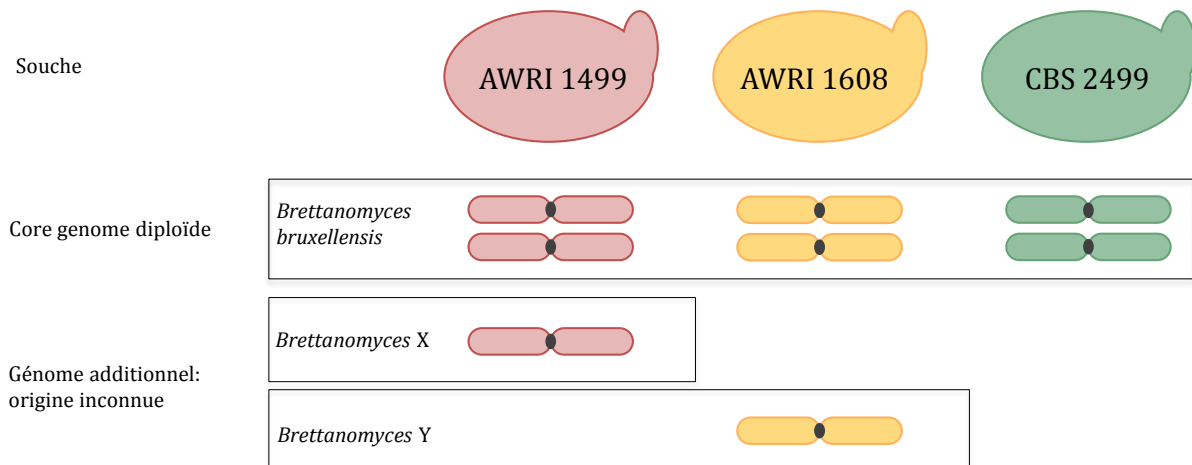 Souche
AWRI 1499
AWRI 1608
CBS 2499
Core genome diploïde
Brettanomyces
bruxellensis
Génome additionnel:
origine inconnue
Brettanomyces X
Brettanomyces Y